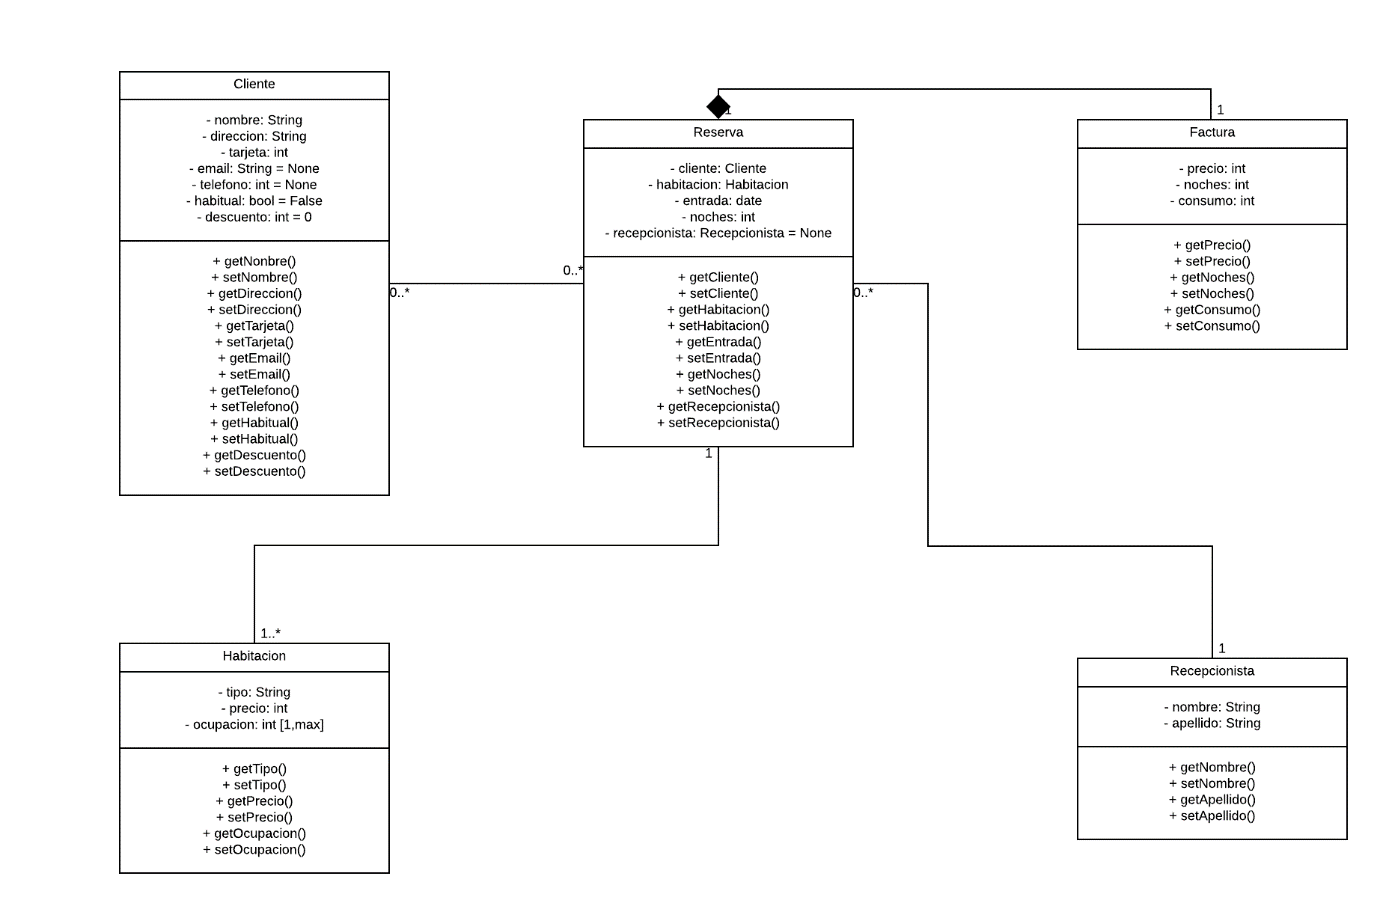 Cliente
- nombre: String
- direccion: String
- tarjeta: int
- email: String = None
- telefono: int = None
- habitual: bool = False
- descuento: int = 0
+ getNonbre()
+ setNombre()
+ getDireccion()
+ setDireccion()
+ getTarjeta()
+ setTarjeta()
+ getEmail()
+ setEmail()
+ getTelefono()
+ setTelefono()
+ getHabitual()
+ setHabitual()
+ getDescuento()
+ setDescuento()
0..*
0..*
1
Reserva
- cliente: Cliente
- habitacion: Habitacion
- entrada: date
- noches: int
- recepcionista: Recepcionista = None
+ getCliente()
+ setCliente()
+ getHabitacion()
+ setHabitacion()
+ getEntrada()
+ setEntrada()
+ getNoches()
+ setNoches()
+ getRecepcionista()
+ setRecepcionista()
0..*
1
1
Factura
- precio: int
- noches: int
- consumo: int
+ getPrecio()
+ setPrecio()
+ getNoches()
+ setNoches()
+ getConsumo()
+ setConsumo()
1..*
Habitacion
- tipo: String
- precio: int
- ocupacion: int [1,max]
+ getTipo()
+ setTipo()
+ getPrecio()
+ setPrecio()
+ getOcupacion()
+ setOcupacion()
1
Recepcionista
- nombre: String
- apellido: String
+ getNombre()
+ setNombre()
+ getApellido()
+ setApellido()